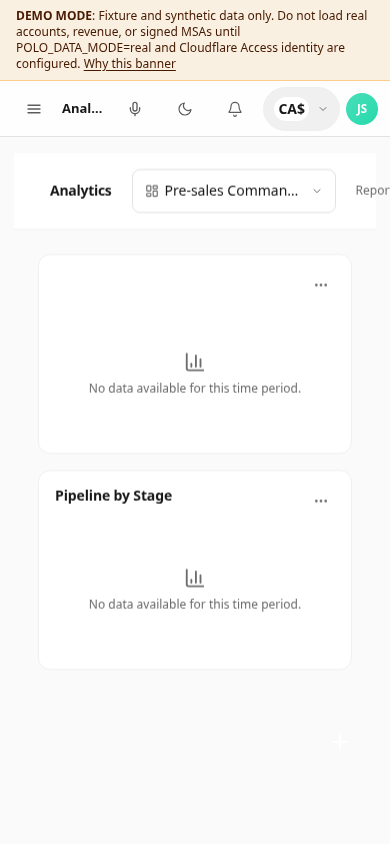 DEMO MODE: Fixture and synthetic data only. Do not load real
accounts, revenue, or signed MSAs until
POLO_DATA_MODE=real and Cloudflare Access identity are
configured. Why this banner
Anal...
CA$
JS
Analytics
Pre-sales Comman...
Repor
No data available for this time period.
Pipeline by Stage
No data available for this time period.